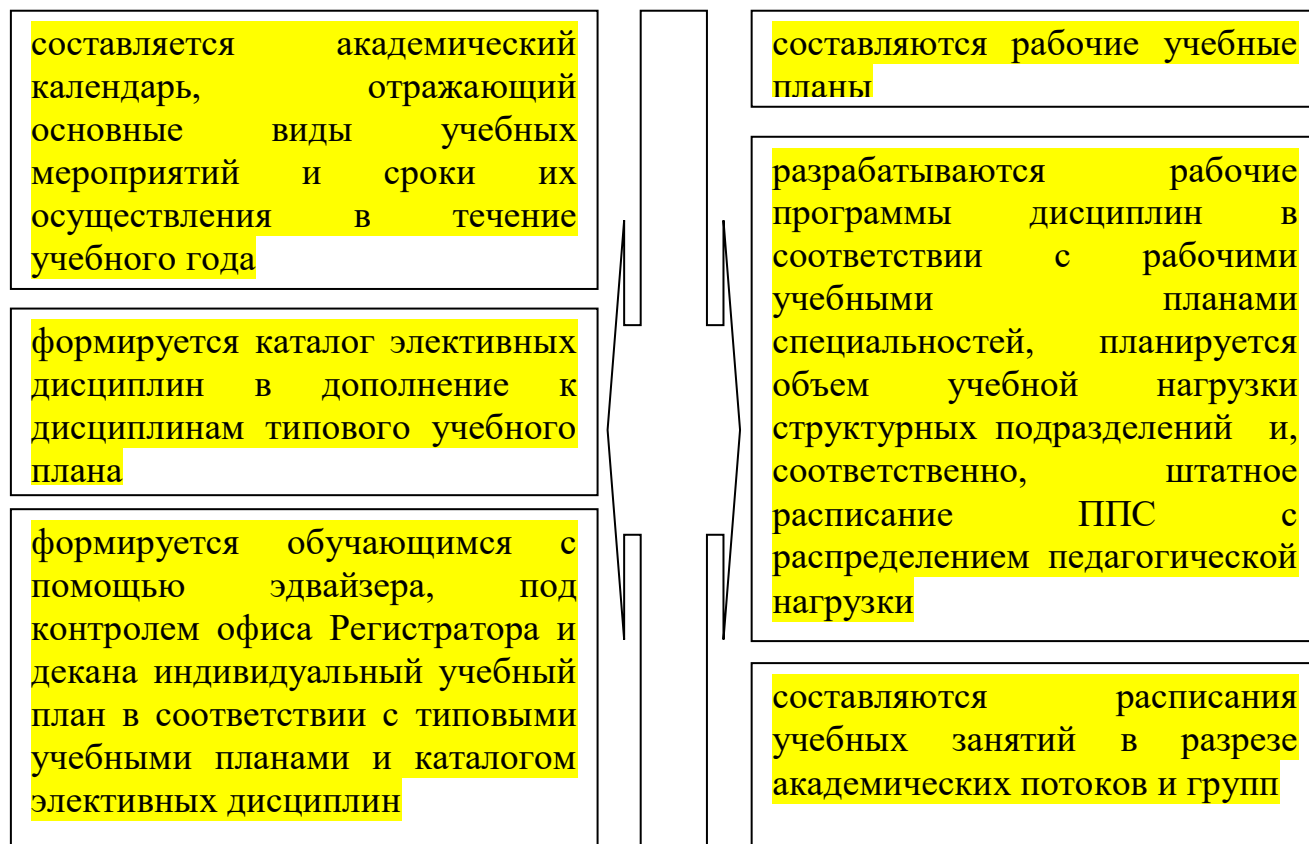 составляется академический
календарь, отражающий
основные виды учебных
мероприятий и сроки их
осуществления в течение
учебного года
формируется каталог элективных
дисциплин в дополнение к
дисциплинам типового учебного
плана
формируется обучающимся с
помощью эдвайзера, под
контролем офиса Регистратора и
декана индивидуальный учебный
план в соответствии с типовыми
учебными планами и каталогом
элективных дисциплин
составляются рабочие учебные
планы
разрабатываются рабочие
программы дисциплин в
соответствии с рабочими
учебными планами
специальностей, планируется
объем учебной нагрузки
структурных подразделений и,
соответственно, штатное
расписание ППС с
распределением педагогической
нагрузки
составляются расписания
учебных занятий в разрезе
академических потоков и групп